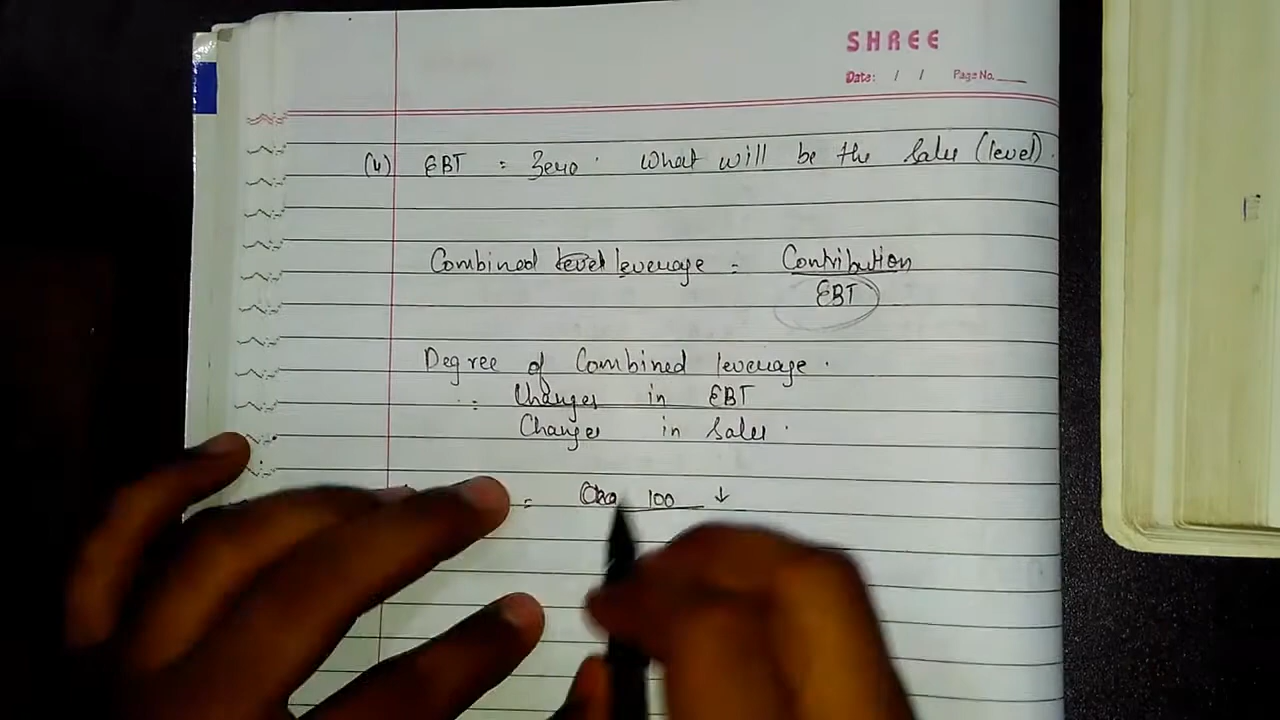 SHREE
Date: / / Page No.
(4) EBT = Zero. What will be the Sales (level).
Combined leverage = Contribution
EBT
Degree of Combined leverage.
= Changes in EBT
Changes in Sales.
= 100 ↓